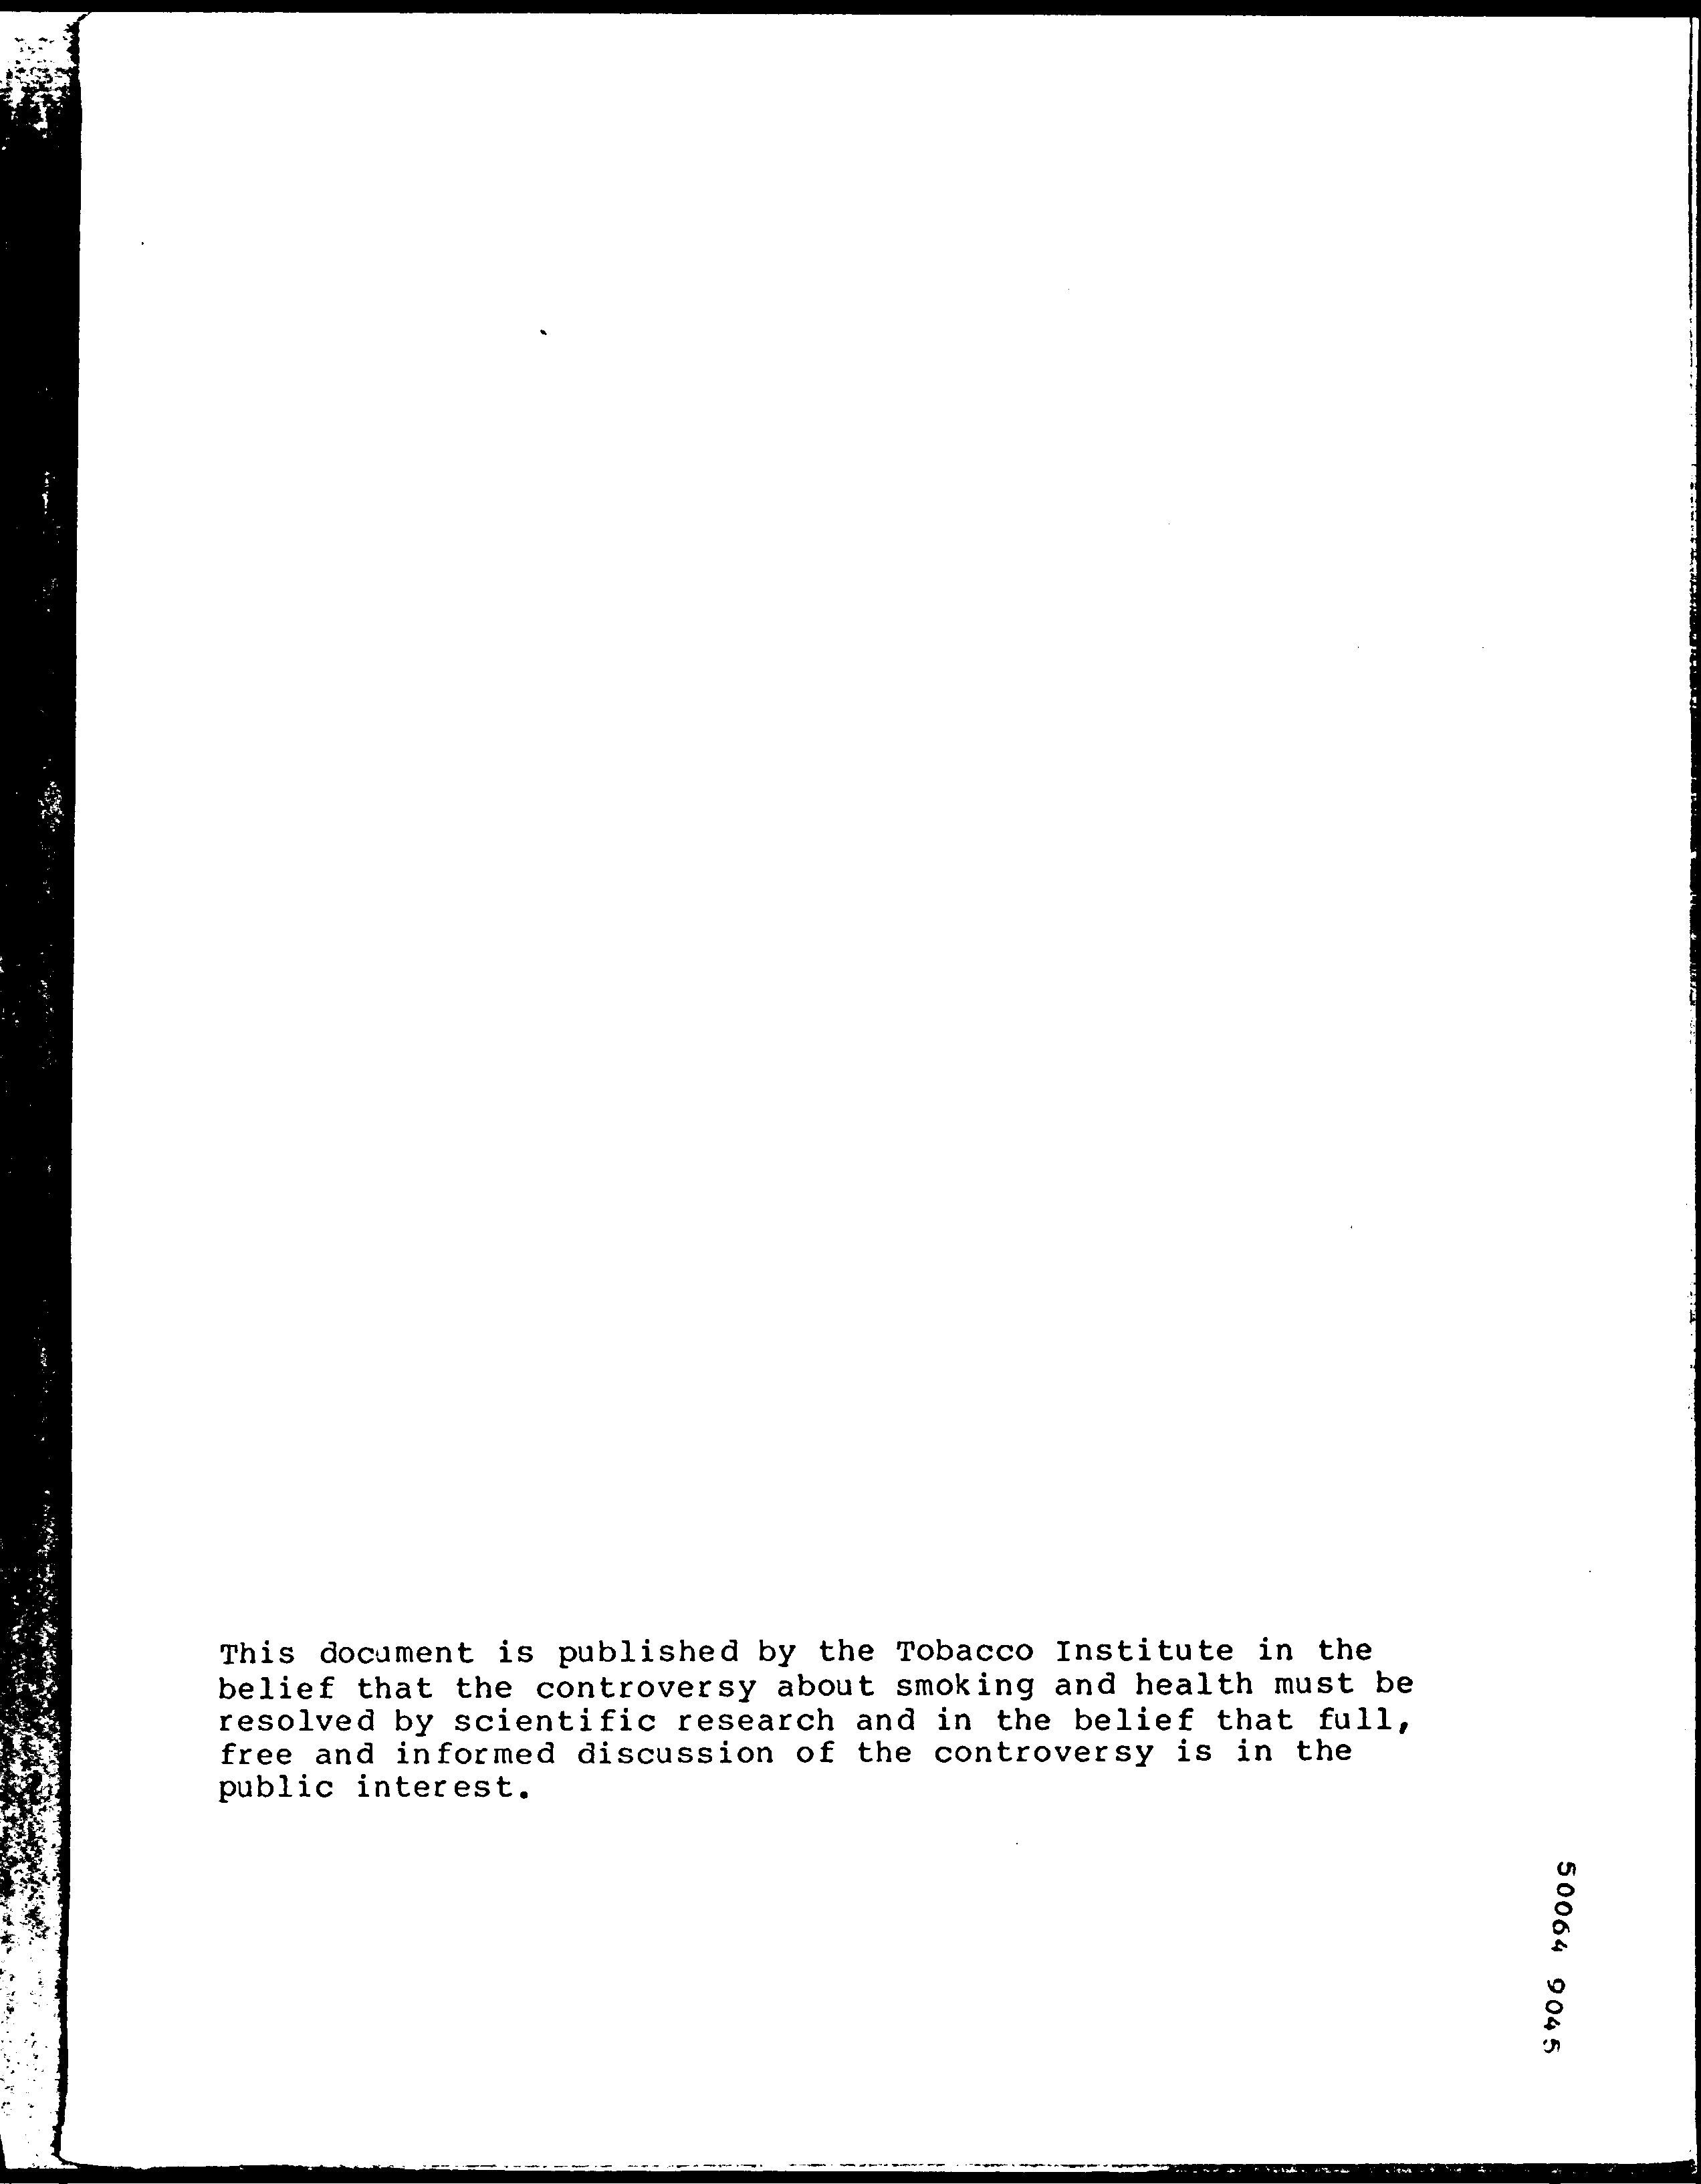 This document is published by the Tobacco Institute in the
belief that the controversy about smoking and health must be
resolved by scientific research and in the belief that full,
free and informed discussion of the controversy is in the
public interest.
50064 9045